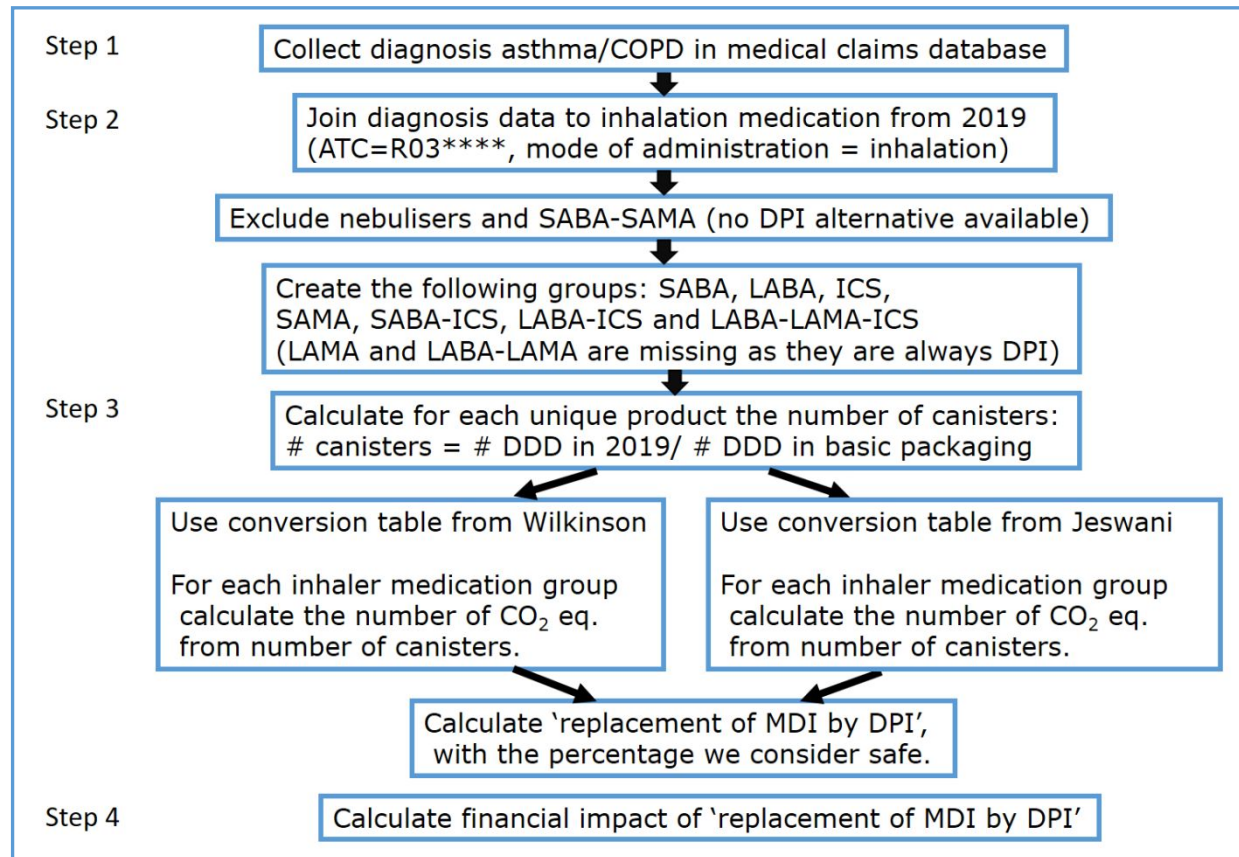 Step 1
Collect diagnosis asthma/COPD in medical claims database
Step 2
Join diagnosis data to inhalation medication from 2019
(ATC=R03****, mode of administration = inhalation)
Exclude nebulisers and SABA-SAMA (no DPI alternative available)
Create the following groups: SABA, LABA, ICS,
SAMA, SABA-ICS, LABA-ICS and LABA-LAMA-ICS
(LAMA and LABA-LAMA are missing as they are always DPI)
Step 3
Calculate for each unique product the number of canisters:
# canisters = # DDD in 2019/ # DDD in basic packaging
Use conversion table from Wilkinson
For each inhaler medication group
calculate the number of CO₂ eq.
from number of canisters.
Use conversion table from Jeswani
For each inhaler medication group
calculate the number of CO₂ eq.
from number of canisters.
Calculate ‘replacement of MDI by DPI’,
with the percentage we consider safe.
Step 4
Calculate financial impact of ‘replacement of MDI by DPI’